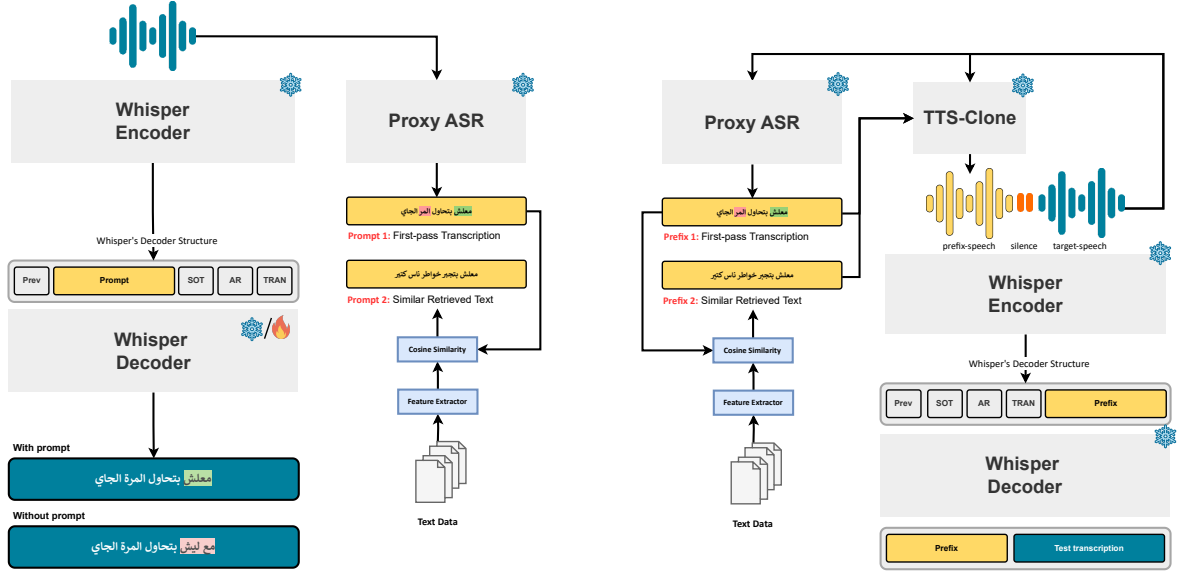 Whisper
Encoder
Proxy ASR
معلش بتحاول المر الجاي
Prompt 1: First-pass Transcription
معلش بتجبر خواطر ناس كتير
Prompt 2: Similar Retrieved Text
Cosine Similarity
Feature Extractor
Text Data
Whisper's Decoder Structure
Prev
Prompt
SOT
AR
TRAN
Whisper
Decoder
/
With prompt
معلش بتحاول المرة الجاي
Without prompt
مع ليش بتحاول المرة الجاي
Proxy ASR
معلش بتحاول المر الجاي
Prefix 1: First-pass Transcription
معلش بتجبر خواطر ناس كتير
Prefix 2: Similar Retrieved Text
Cosine Similarity
Feature Extractor
Text Data
TTS-Clone
prefix-speech
silence
target-speech
Whisper
Encoder
Whisper's Decoder Structure
Prev
SOT
AR
TRAN
Prefix
Whisper
Decoder
Prefix
Test transcription